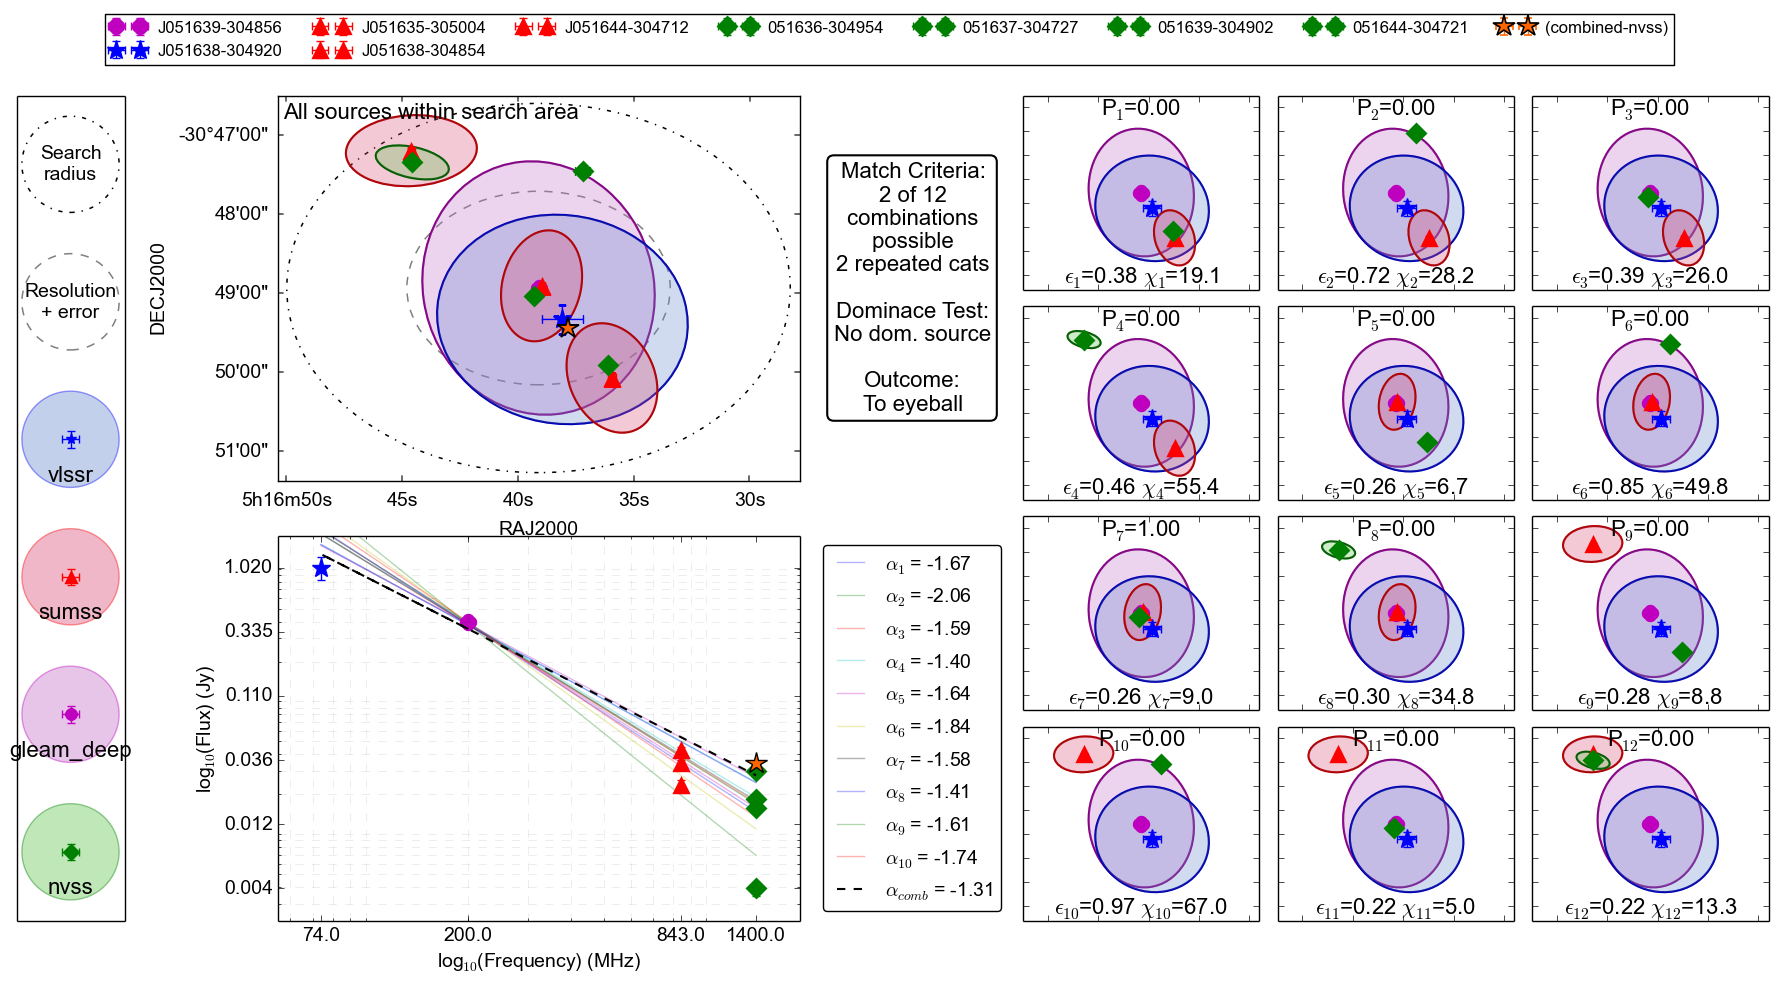 J051639-304856
J051635-305004
J051644-304712
051636-304954
051637-304727
051639-304902
051644-304721
(combined-nvss)
J051638-304920
J051638-304854
Search
radius
Resolution
+ error
vlssr
sumss
gleam_deep
nvss
All sources within search area
DECJ2000
-30°47'00"
48'00"
49'00"
50'00"
51'00"
5h16m50s
45s
40s
35s
30s
RAJ2000
Match Criteria:
2 of 12
combinations
possible
2 repeated cats
Dominace Test:
No dom. source
Outcome:
To eyeball
log10(Flux) (Jy)
1.020
0.335
0.110
0.036
0.012
0.004
74.0
200.0
843.0
1400.0
log10(Frequency) (MHz)
α1 = -1.67
α2 = -2.06
α3 = -1.59
α4 = -1.40
α5 = -1.64
α6 = -1.84
α7 = -1.58
α8 = -1.41
α9 = -1.61
α10 = -1.74
αcomb = -1.31
P1=0.00
ϵ1=0.38 χ1=19.1
P2=0.00
ϵ2=0.72 χ2=28.2
P3=0.00
ϵ3=0.39 χ3=26.0
P4=0.00
ϵ4=0.46 χ4=55.4
P5=0.00
ϵ5=0.26 χ5=6.7
P6=0.00
ϵ6=0.85 χ6=49.8
P7=1.00
ϵ7=0.26 χ7=9.0
P8=0.00
ϵ8=0.30 χ8=34.8
P9=0.00
ϵ9=0.28 χ9=8.8
P10=0.00
ϵ10=0.97 χ10=67.0
P11=0.00
ϵ11=0.22 χ11=5.0
P12=0.00
ϵ12=0.22 χ12=13.3